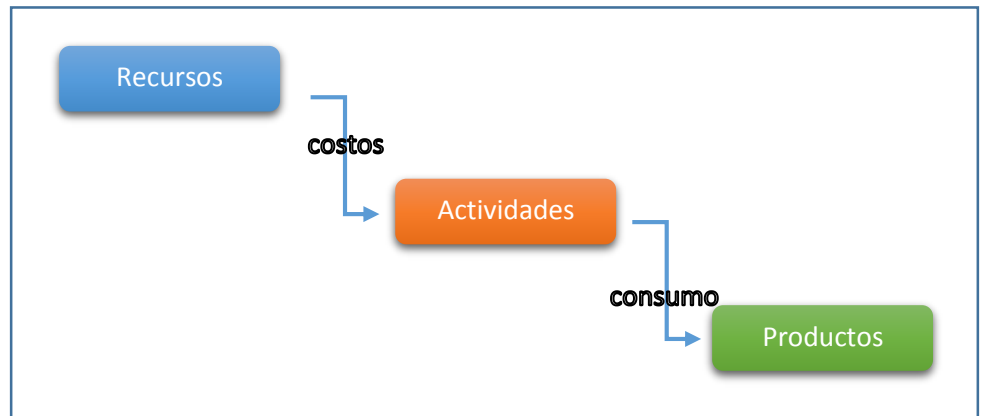 Recursos
costos
Actividades
consumo
Productos